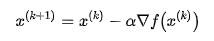 x^{(k+1)} = x^{(k)} − α∇f(x^{(k)})